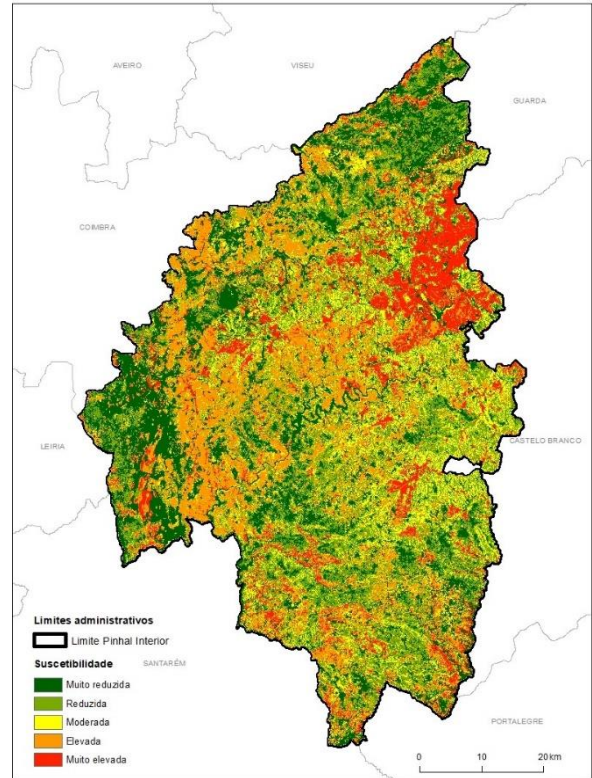 AVEIRO
VISEU
GUARDA
COIMBRA
LEIRIA
CASTELO BRANCO
Limites administrativos
Limite Pinhal Interior
Suscetibilidade
SANTARÉM
Muito reduzida
Reduzida
Moderada
Elevada
Muito elevada
PORTALEGRE
0 10 20 km